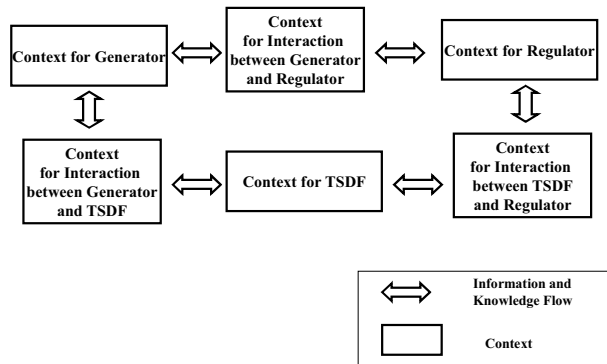 Context for Generator
Context
for Interaction
between Generator
and Regulator
Context for Regulator
Context
for Interaction
between Generator
and TSDF
Context for TSDF
Context
for Interaction
between TSDF
and Regulator
Information and
Knowledge Flow
Context